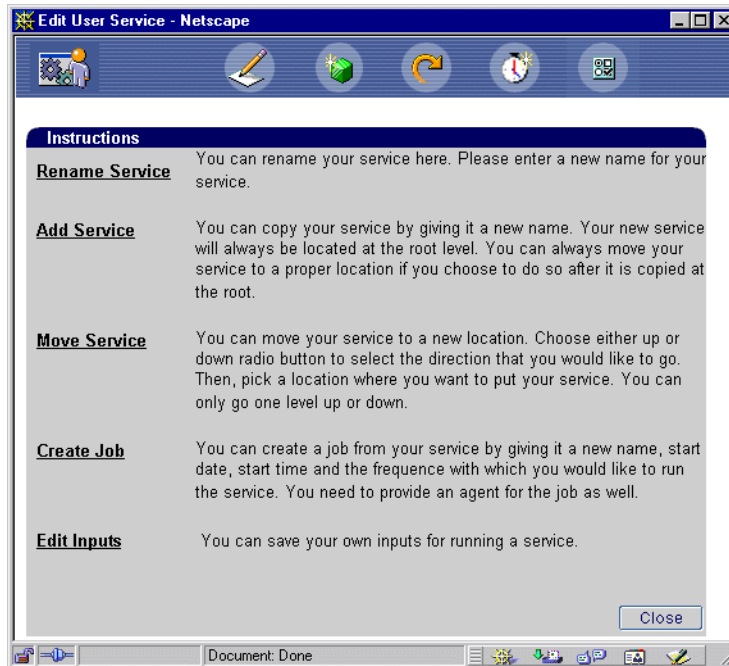 Edit User Service - Netscape
Instructions
Rename Service
You can rename your service here. Please enter a new name for your
service.
Add Service
You can copy your service by giving it a new name. Your new service
will always be located at the root level. You can always move your
service to a proper location if you choose to do so after it is copied at
the root.
Move Service
You can move your service to a new location. Choose either up or
down radio button to select the direction that you would like to go.
Then, pick a location where you want to put your service. You can
only go one level up or down.
Create Job
You can create a job from your service by giving it a new name, start
date, start time and the frequence with which you would like to run
the service. You need to provide an agent for the job as well.
Edit Inputs
You can save your own inputs for running a service.
Close
Document: Done